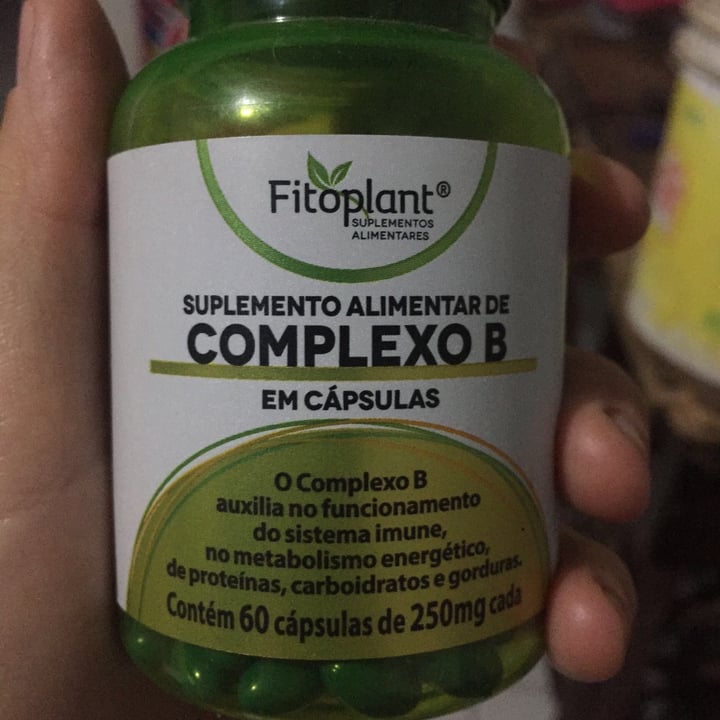 Fitoplant®
SUPLEMENTOS
ALIMENTARES
SUPLEMENTO ALIMENTAR DE
COMPLEXO B
EM CÁPSULAS
O Complexo B
auxilia no funcionamento
do sistema imune,
no metabolismo energético,
de proteínas, carboidratos e gorduras.
Contém 60 cápsulas de 250mg cada